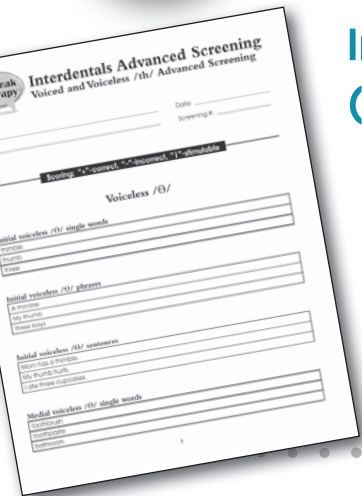 Interdentals Advanced Screening
Voiced and Voiceless /th/ Advanced Screening
Date:
Screening #:
Scoring: "+"-correct, "-"-incorrect, "|"-stimulable
Voiceless /Θ/
Initial voiceless /Θ/ single words
thimble
thumb
three
Initial voiceless /Θ/ phrases
A thimble
My thumb
three boys
Initial voiceless /Θ/ sentences
Mom has a thimble.
My thumb hurts.
I ate three cupcakes.
Medial voiceless /Θ/ single words
toothbrush
toothpaste
bathroom
1